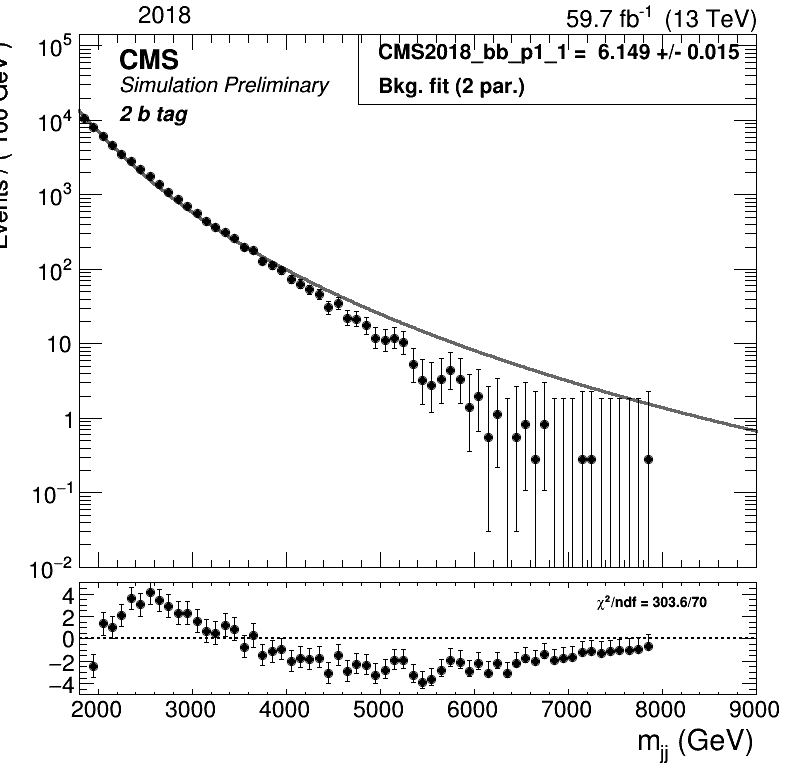 2018
59.7 fb⁻¹ (13 TeV)
CMS
Simulation Preliminary
2 b tag
CMS2018_bb_p1_1 = 6.149 +/- 0.015
Bkg. fit (2 par.)
10⁵
10⁴
10³
10²
10
1
10⁻¹
10⁻²
χ²/ndf = 303.6/70
4
2
0
−2
−4
2000 3000 4000 5000 6000 7000 8000 9000
m_jj (GeV)